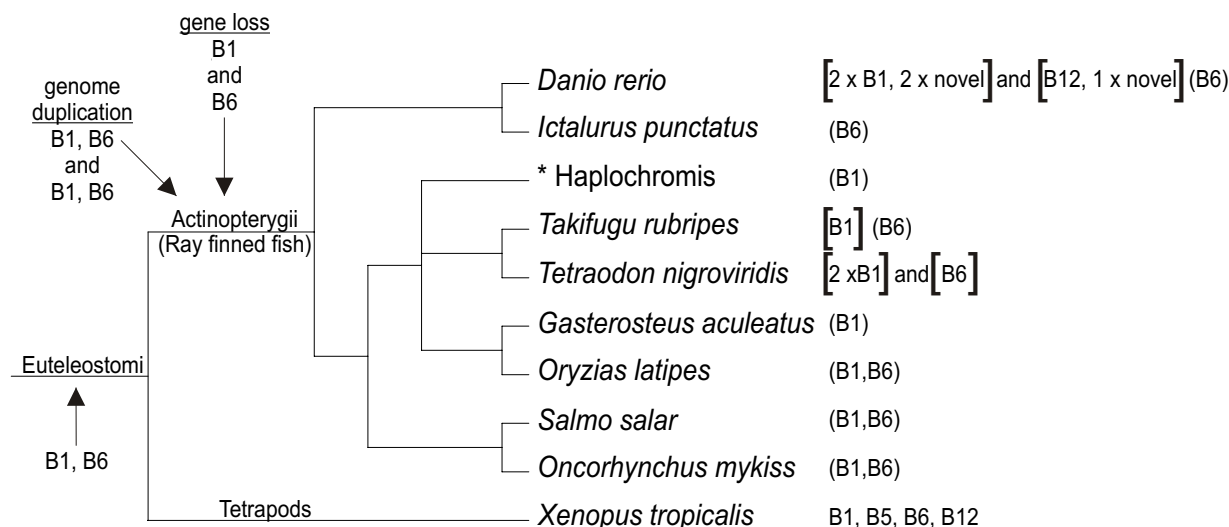 gene loss
B1
and
B6
genome
duplication
B1, B6
and
B1, B6
Actinopterygii
(Ray finned fish)
Euteleostomi
B1, B6
Tetrapods
Danio rerio [2 x B1, 2 x novel] and [B12, 1 x novel] (B6)
Ictalurus punctatus (B6)
* Haplochromis (B1)
Takifugu rubripes [B1] (B6)
Tetraodon nigroviridis [2 xB1] and [B6]
Gasterosteus aculeatus (B1)
Oryzias latipes (B1,B6)
Salmo salar (B1,B6)
Oncorhynchus mykiss (B1,B6)
Xenopus tropicalis B1, B5, B6, B12